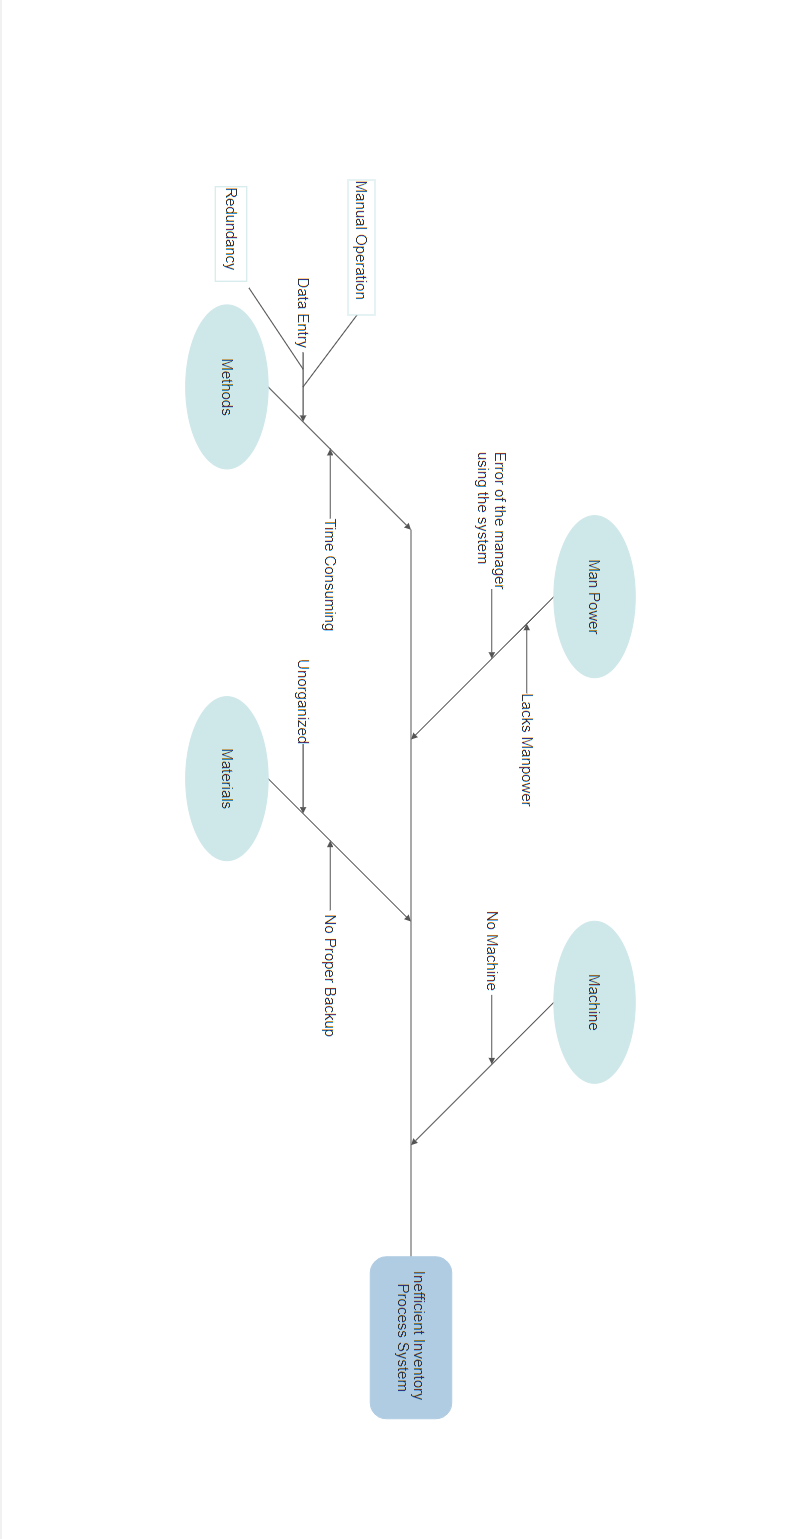 Man Power
Machine
Error of the manager
using the system
Lacks Manpower
No Machine
Inefficient Inventory
Process System
Manual Operation
Data Entry
Redundancy
Time Consuming
Unorganized
No Proper Backup
Methods
Materials